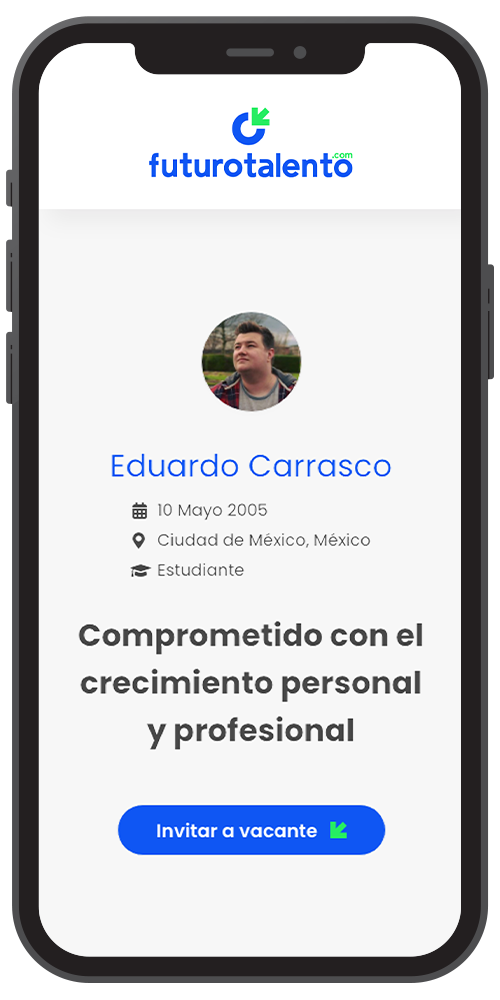 .com
futurotalento
Eduardo Carrasco
10 Mayo 2005
Ciudad de México, México
Estudiante
Comprometido con el
crecimiento personal
y profesional
Invitar a vacante